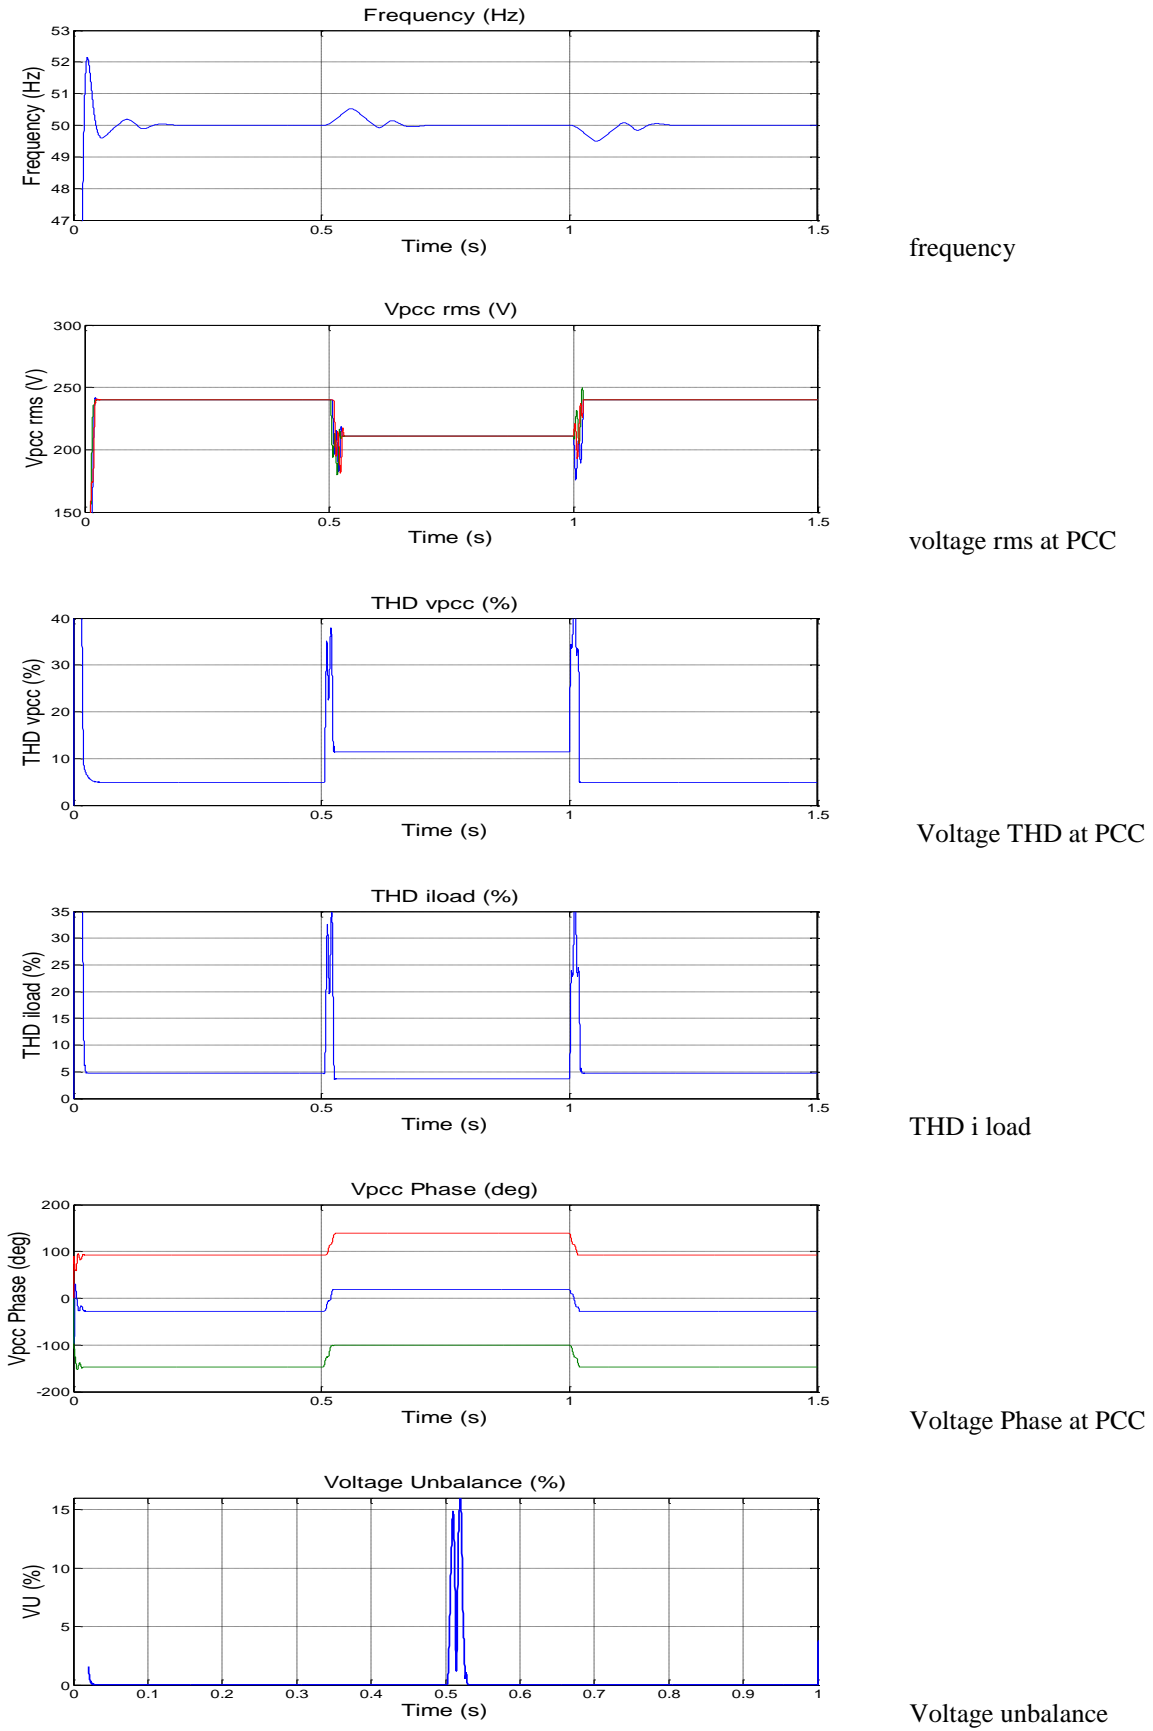 Frequency (Hz)
53
52
51
50
49
48
47
Frequency (Hz)
0 0.5 1 1.5
Time (s)
frequency
Vpcc rms (V)
300
250
200
150
Vpcc rms (V)
0 0.5 1 1.5
Time (s)
voltage rms at PCC
THD vpcc (%)
40
30
20
10
0
THD vpcc (%)
0 0.5 1 1.5
Time (s)
Voltage THD at PCC
THD iload (%)
35
30
25
20
15
10
5
0
THD iload (%)
0 0.5 1 1.5
Time (s)
THD i load
Vpcc Phase (deg)
200
100
0
-100
-200
Vpcc Phase (deg)
0 0.5 1 1.5
Time (s)
Voltage Phase at PCC
Voltage Unbalance (%)
15
10
5
0
VU (%)
0 0.1 0.2 0.3 0.4 0.5 0.6 0.7 0.8 0.9 1
Time (s)
Voltage unbalance